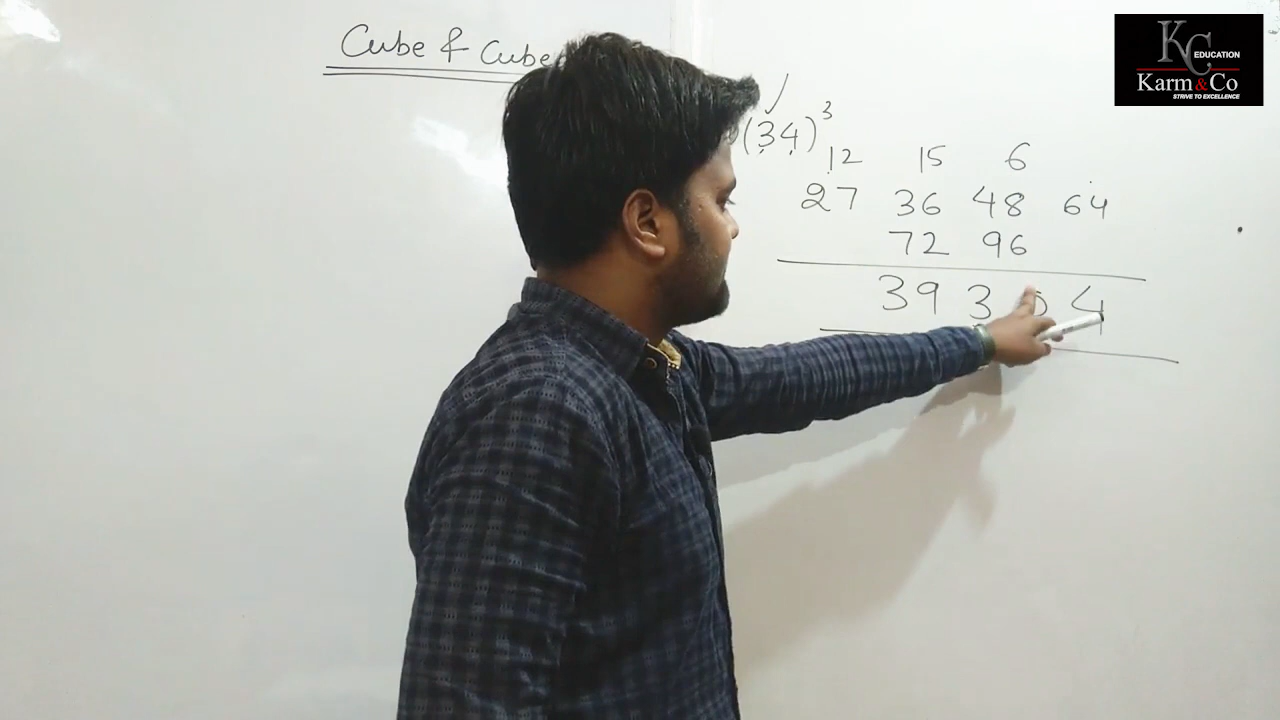 Cube & Cube
(34)³
12 15 6
27 36 48 64
72 96
39 3 0 4
KC EDUCATION
Karm & Co
STRIVE TO EXCELLENCE